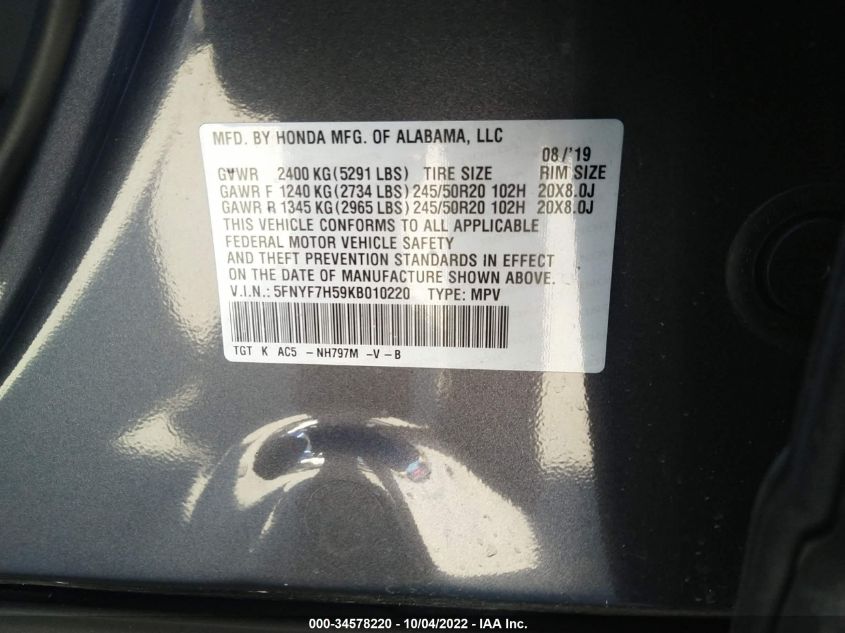 MFD. BY HONDA MFG. OF ALABAMA, LLC
08/'19
GVWR 2400 KG(5291 LBS) TIRE SIZE RIM SIZE
GAWR F 1240 KG(2734 LBS) 245/50R20 102H 20X8.0J
GAWR R 1345 KG(2965 LBS) 245/50R20 102H 20X8.0J
THIS VEHICLE CONFORMS TO ALL APPLICABLE
FEDERAL MOTOR VEHICLE SAFETY
AND THEFT PREVENTION STANDARDS IN EFFECT
ON THE DATE OF MANUFACTURE SHOWN ABOVE.
V.I.N.: 5FNYF7H59KB010220 TYPE: MPV
TGT K AC5 - NH797M -V - B
000-34578220 - 10/04/2022 - IAA Inc.